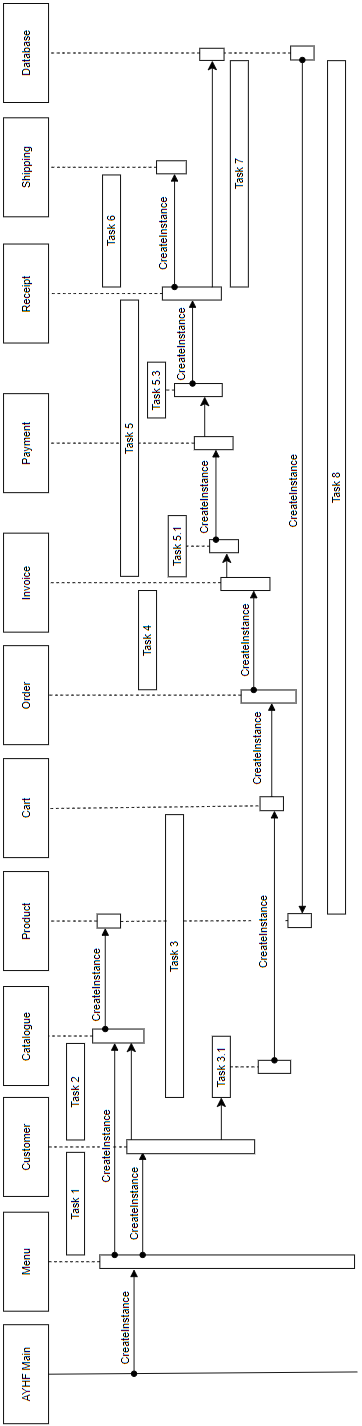 AYHF Main
Menu
Customer
Catalogue
Product
Cart
Order
Invoice
Payment
Receipt
Shipping
Database
Task 1
Task 2
CreateInstance
CreateInstance
CreateInstance
CreateInstance
Task 3
Task 3.1
CreateInstance
CreateInstance
Task 4
CreateInstance
Task 5
Task 5.1
CreateInstance
Task 5.3
CreateInstance
Task 6
CreateInstance
Task 7
CreateInstance
Task 8